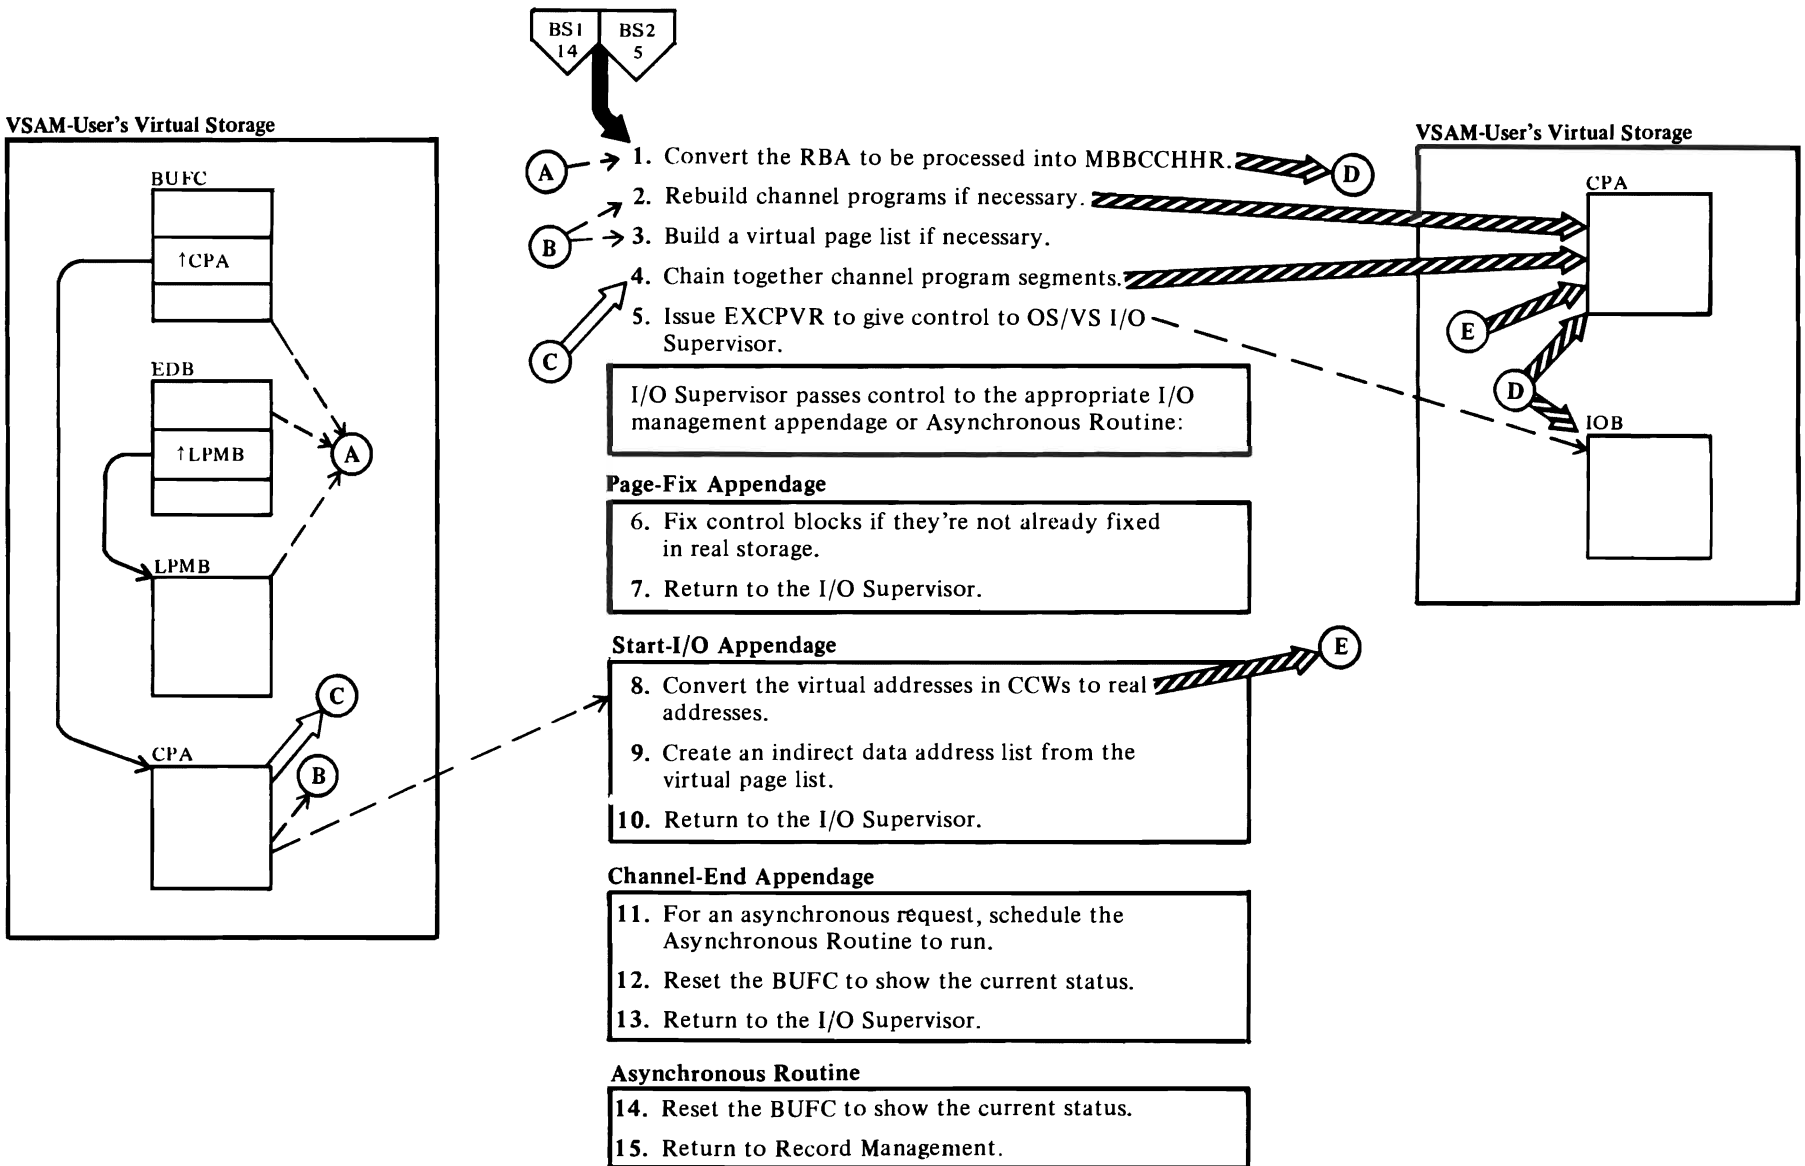 BS1
14
BS2
5
VSAM-User's Virtual Storage
BUFC
↑CPA
EDB
↑LPMB
A
LPMB
C
CPA
B
A
1. Convert the RBA to be processed into MBBCCHHR.
D
2. Rebuild channel programs if necessary.
B
3. Build a virtual page list if necessary.
4. Chain together channel program segments.
5. Issue EXCPVR to give control to OS/VS I/O
Supervisor.
C
I/O Supervisor passes control to the appropriate I/O
management appendage or Asynchronous Routine:
Page-Fix Appendage
6. Fix control blocks if they're not already fixed
in real storage.
7. Return to the I/O Supervisor.
Start-I/O Appendage
E
8. Convert the virtual addresses in CCWs to real
addresses.
9. Create an indirect data address list from the
virtual page list.
10. Return to the I/O Supervisor.
Channel-End Appendage
11. For an asynchronous request, schedule the
Asynchronous Routine to run.
12. Reset the BUFC to show the current status.
13. Return to the I/O Supervisor.
Asynchronous Routine
14. Reset the BUFC to show the current status.
15. Return to Record Management.
VSAM-User's Virtual Storage
CPA
E
D
IOB